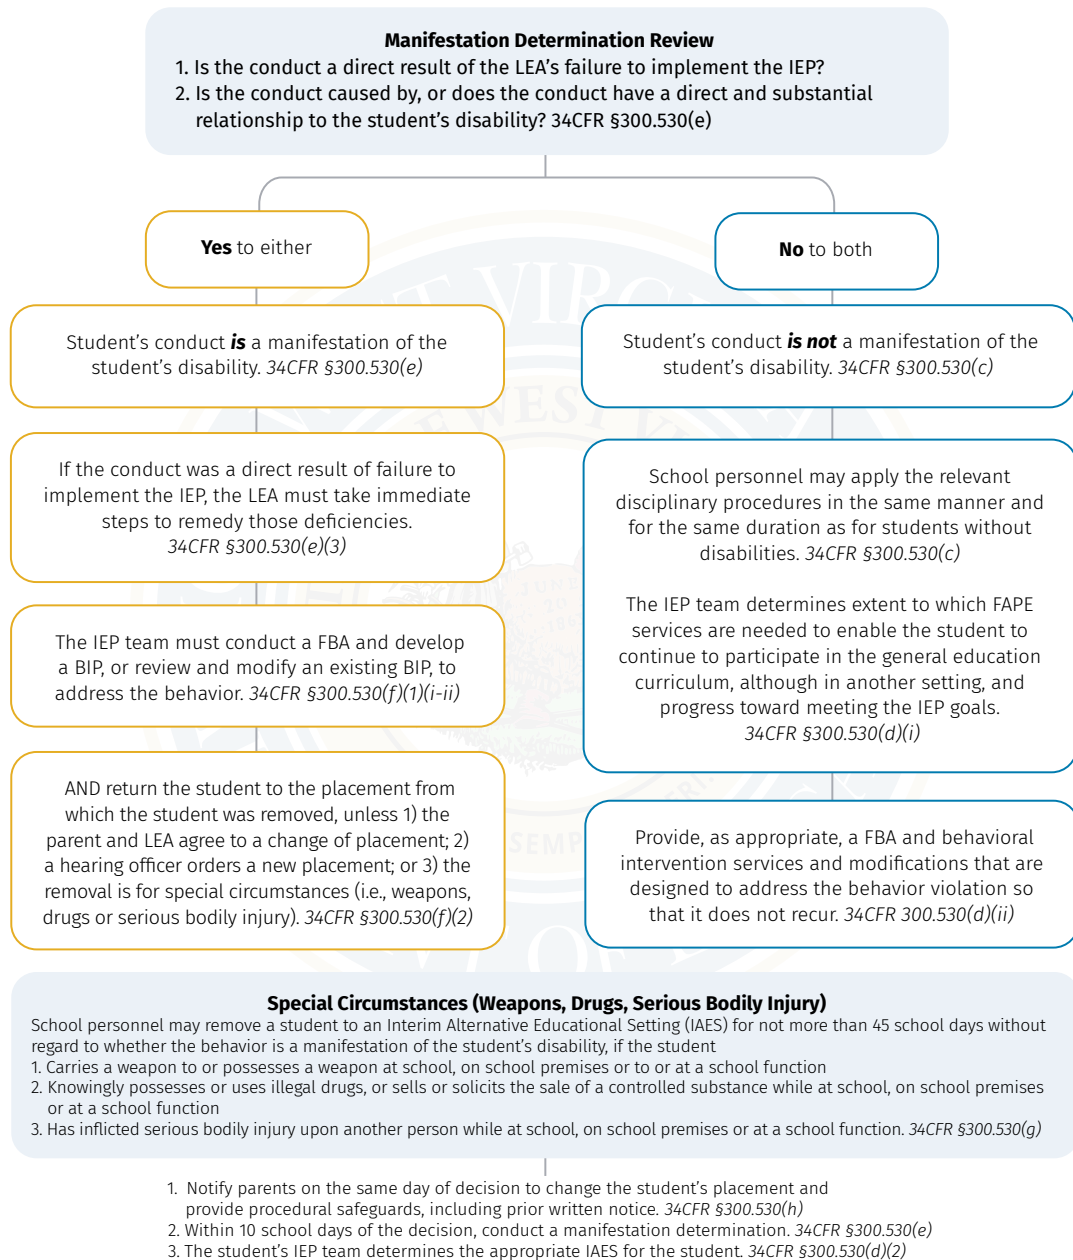 Manifestation Determination Review
1. Is the conduct a direct result of the LEA's failure to implement the IEP?
2. Is the conduct caused by, or does the conduct have a direct and substantial
relationship to the student's disability? 34CFR §300.530(e)
Yes to either
Student's conduct is a manifestation of the
student's disability. 34CFR §300.530(e)
If the conduct was a direct result of failure to
implement the IEP, the LEA must take immediate
steps to remedy those deficiencies.
34CFR §300.530(e)(3)
The IEP team must conduct a FBA and develop
a BIP, or review and modify an existing BIP, to
address the behavior. 34CFR §300.530(f)(1)(i-ii)
AND return the student to the placement from
which the student was removed, unless 1) the
parent and LEA agree to a change of placement; 2)
a hearing officer orders a new placement; or 3) the
removal is for special circumstances (i.e., weapons,
drugs or serious bodily injury). 34CFR §300.530(f)(2)
No to both
Student's conduct is not a manifestation of the
student's disability. 34CFR §300.530(c)
School personnel may apply the relevant
disciplinary procedures in the same manner and
for the same duration as for students without
disabilities. 34CFR §300.530(c)
The IEP team determines extent to which FAPE
services are needed to enable the student to
continue to participate in the general education
curriculum, although in another setting, and
progress toward meeting the IEP goals.
34CFR §300.530(d)(i)
Provide, as appropriate, a FBA and behavioral
intervention services and modifications that are
designed to address the behavior violation so
that it does not recur. 34CFR 300.530(d)(ii)
Special Circumstances (Weapons, Drugs, Serious Bodily Injury)
School personnel may remove a student to an Interim Alternative Educational Setting (IAES) for not more than 45 school days without
regard to whether the behavior is a manifestation of the student's disability, if the student
1. Carries a weapon to or possesses a weapon at school, on school premises or to or at a school function
2. Knowingly possesses or uses illegal drugs, or sells or solicits the sale of a controlled substance while at school, on school premises
or at a school function
3. Has inflicted serious bodily injury upon another person while at school, on school premises or at a school function. 34CFR §300.530(g)
1. Notify parents on the same day of decision to change the student's placement and
provide procedural safeguards, including prior written notice. 34CFR §300.530(h)
2. Within 10 school days of the decision, conduct a manifestation determination. 34CFR §300.530(e)
3. The student's IEP team determines the appropriate IAES for the student. 34CFR §300.530(d)(2)